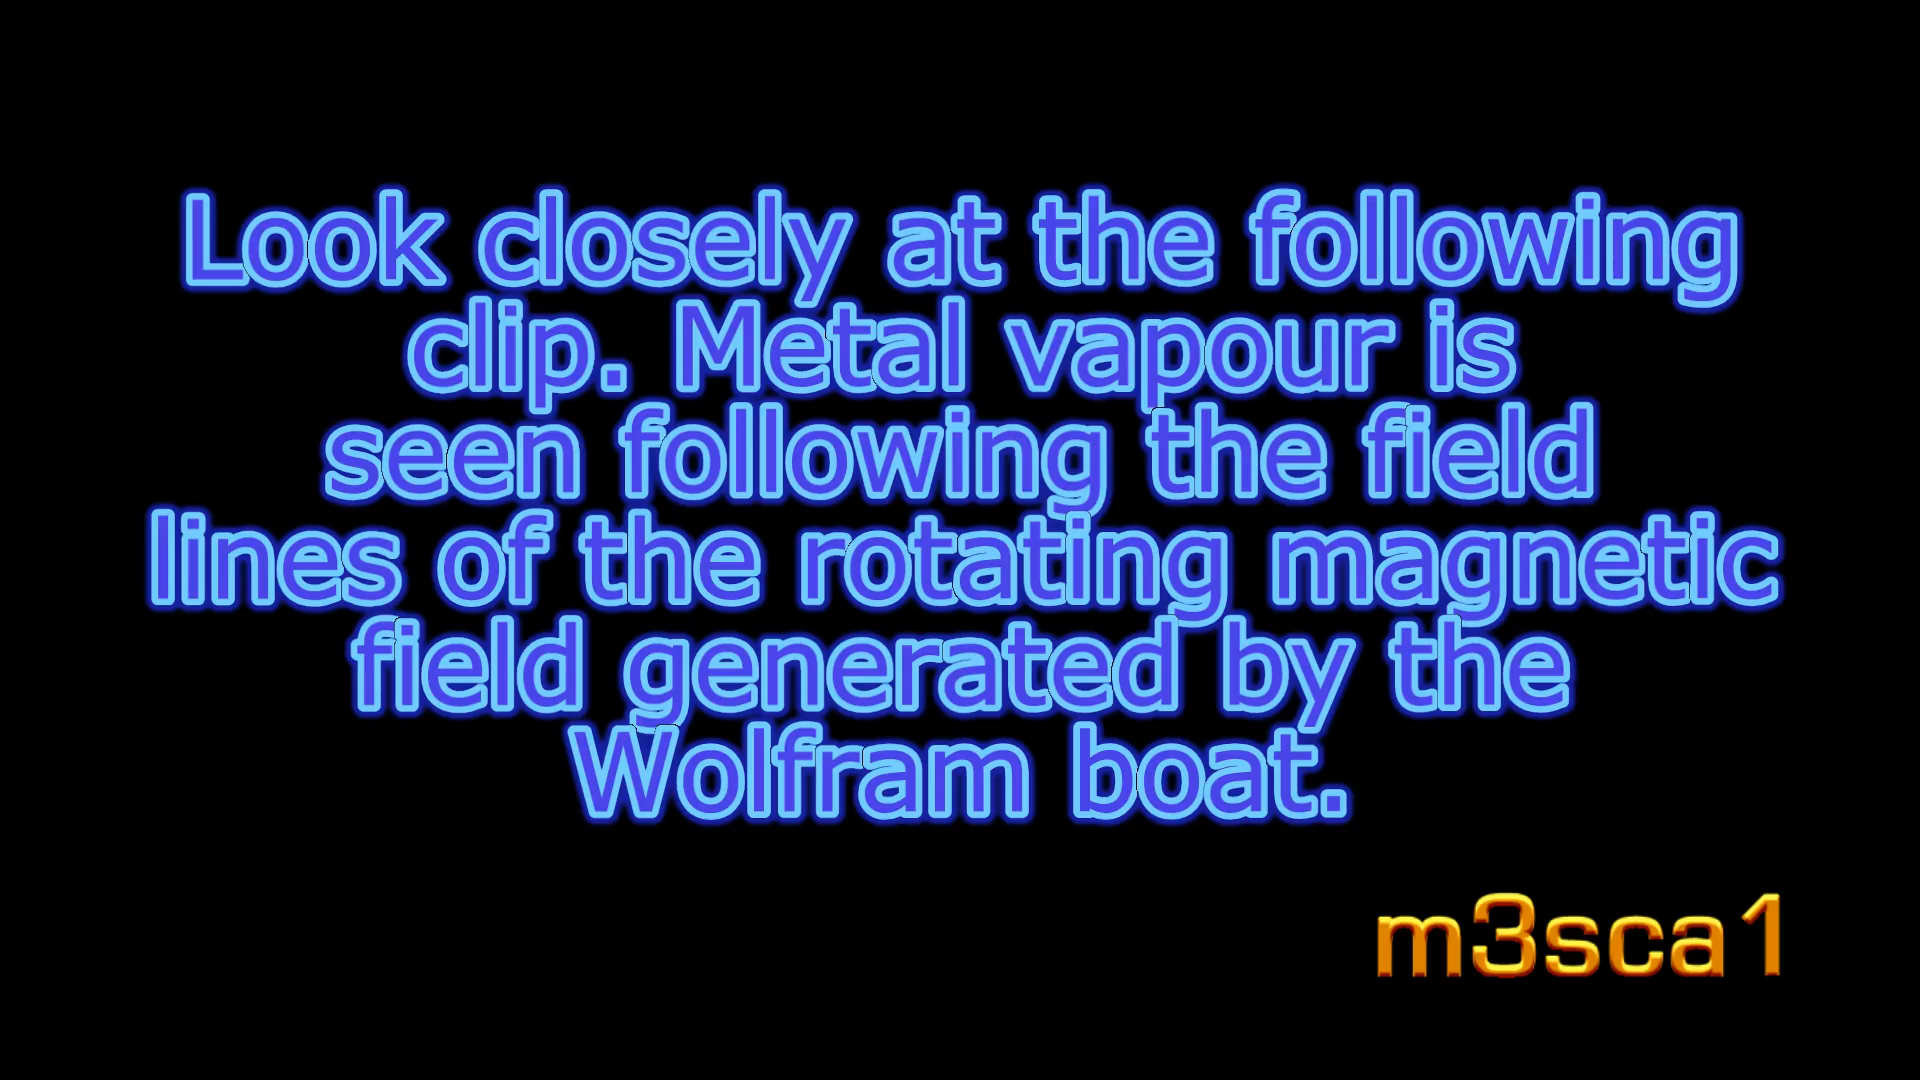 Look closely at the following
clip. Metal vapour is
seen following the field
lines of the rotating magnetic
field generated by the
Wolfram boat.
m3sca1